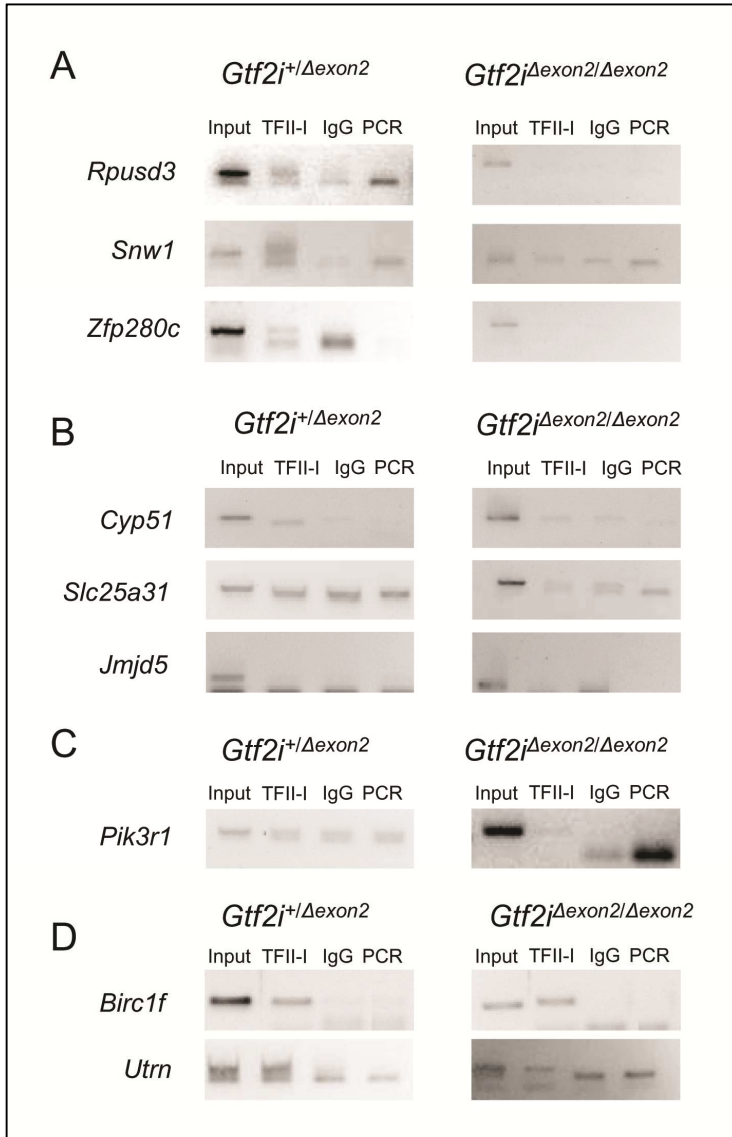 A
Gtf2i+/Δexon2 Gtf2iΔexon2/Δexon2
Input TFII-I IgG PCR Input TFII-I IgG PCR
Rpusd3
Snw1
Zfp280c
B
Gtf2i+/Δexon2 Gtf2iΔexon2/Δexon2
Input TFII-I IgG PCR Input TFII-I IgG PCR
Cyp51
Slc25a31
Jmjd5
C
Gtf2i+/Δexon2 Gtf2iΔexon2/Δexon2
Input TFII-I IgG PCR Input TFII-I IgG PCR
Pik3r1
D
Gtf2i+/Δexon2 Gtf2iΔexon2/Δexon2
Input TFII-I IgG PCR Input TFII-I IgG PCR
Birc1f
Utrn